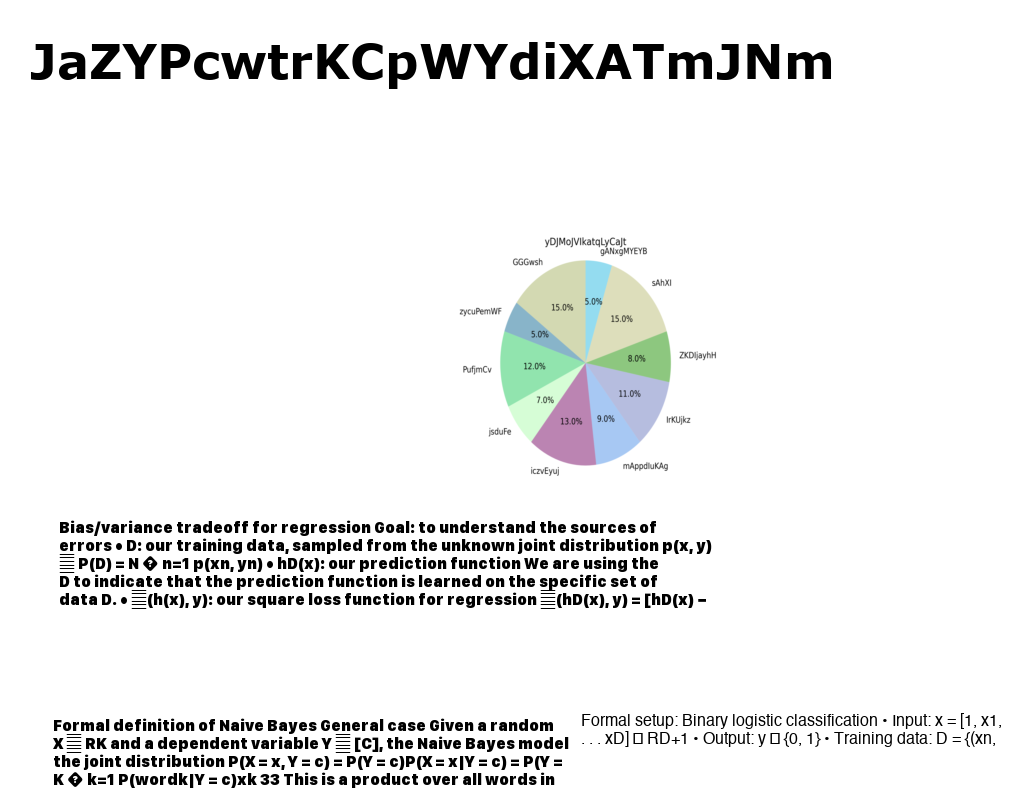 JaZYPcwtrKCpWYdiXATmJNm
yDJMoJVIkatqLyCaJt
gANxgMYEYB
GGGwsh
sAhXI
15.0%
5.0%
15.0%
zycuPemWF
5.0%
ZKDIjayhH
8.0%
PufjmCv
12.0%
11.0%
7.0%
IrKUjkz
13.0%
9.0%
jsduFe
mAppdIuKAg
iczvEyuj
Bias/variance tradeoff for regression Goal: to understand the sources of
errors • D: our training data, sampled from the unknown joint distribution p(x, y)
P(D) = N � n=1 p(xn, yn) • hD(x): our prediction function We are using the
D to indicate that the prediction function is learned on the specific set of
data D. • (h(x), y): our square loss function for regression (hD(x), y) = [hD(x) −
Formal definition of Naive Bayes General case Given a random
X RK and a dependent variable Y [C], the Naive Bayes model
the joint distribution P(X = x, Y = c) = P(Y = c)P(X = x|Y = c) = P(Y =
K � k=1 P(wordk|Y = c)xk 33 This is a product over all words in
Formal setup: Binary logistic classification • Input: x = [1, x1,
. . . xD] RD+1 • Output: y {0, 1} • Training data: D = {(xn,